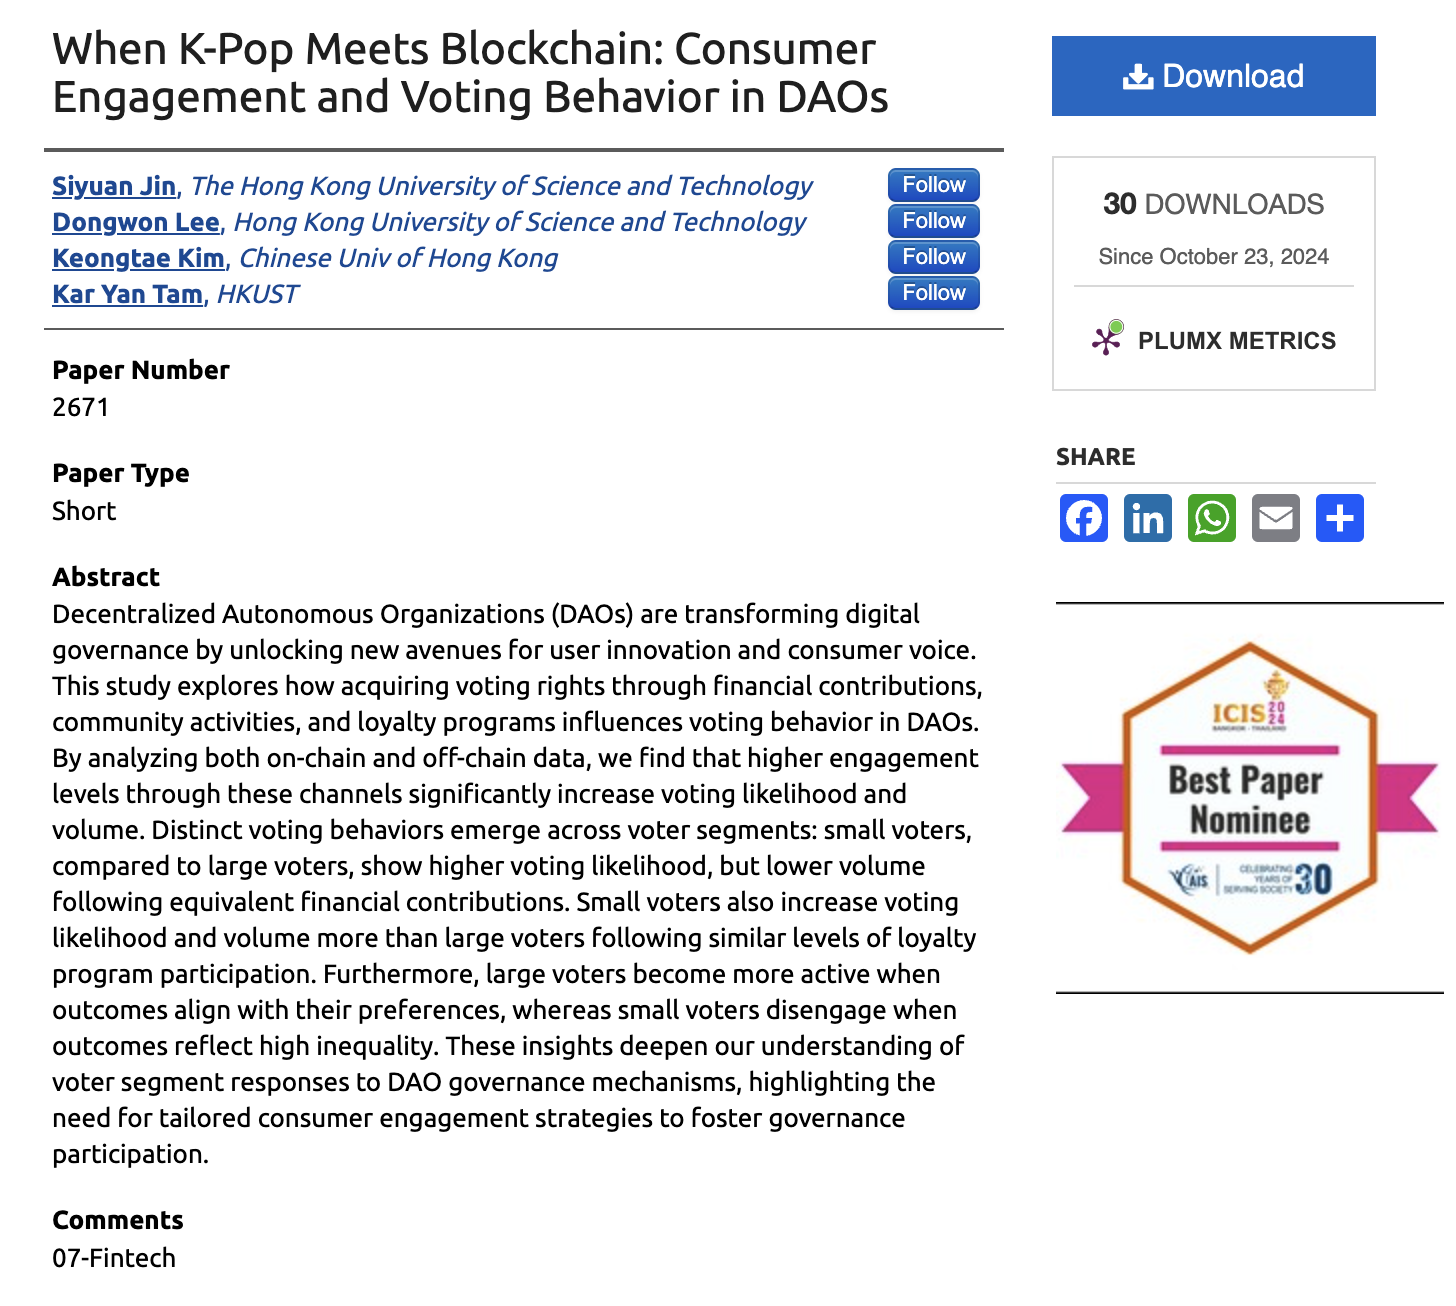 When K-Pop Meets Blockchain: Consumer
Engagement and Voting Behavior in DAOs
Siyuan Jin, The Hong Kong University of Science and Technology
Follow
Dongwon Lee, Hong Kong University of Science and Technology
Follow
Keongtae Kim, Chinese Univ of Hong Kong
Follow
Kar Yan Tam, HKUST
Follow
Paper Number
2671
Paper Type
Short
Abstract
Decentralized Autonomous Organizations (DAOs) are transforming digital
governance by unlocking new avenues for user innovation and consumer voice.
This study explores how acquiring voting rights through financial contributions,
community activities, and loyalty programs influences voting behavior in DAOs.
By analyzing both on-chain and off-chain data, we find that higher engagement
levels through these channels significantly increase voting likelihood and
volume. Distinct voting behaviors emerge across voter segments: small voters,
compared to large voters, show higher voting likelihood, but lower volume
following equivalent financial contributions. Small voters also increase voting
likelihood and volume more than large voters following similar levels of loyalty
program participation. Furthermore, large voters become more active when
outcomes align with their preferences, whereas small voters disengage when
outcomes reflect high inequality. These insights deepen our understanding of
voter segment responses to DAO governance mechanisms, highlighting the
need for tailored consumer engagement strategies to foster governance
participation.
Comments
07-Fintech
Download
30 DOWNLOADS
Since October 23, 2024
PLUMX METRICS
SHARE
in
ICIS 2024
BANGKOK - THAILAND
Best Paper
Nominee
AIS
CELEBRATING
YEARS OF
SERVING SOCIETY
30